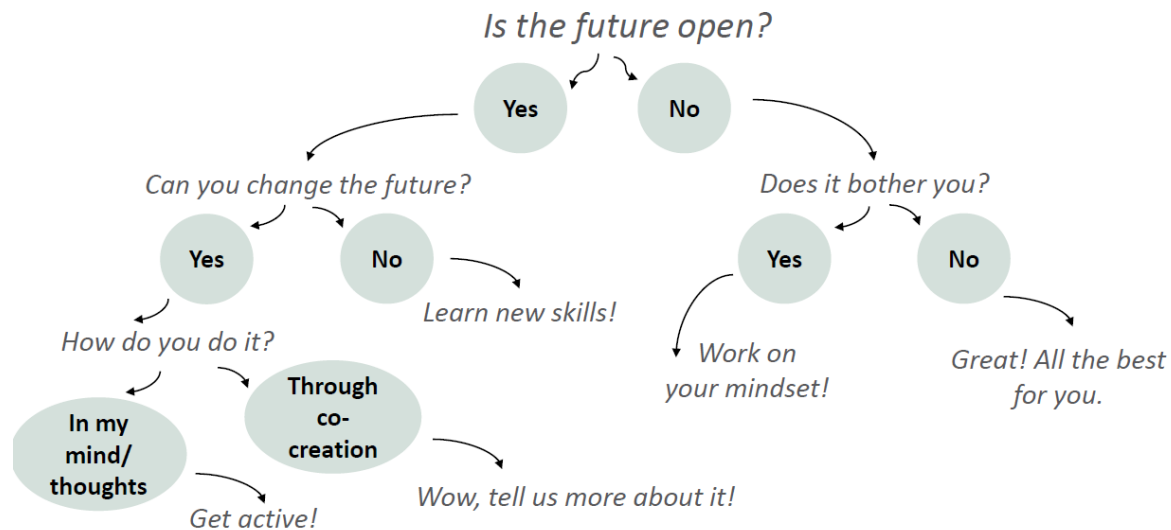 Is the future open?
Yes
No
Can you change the future?
Does it bother you?
Yes
No
Yes
No
Learn new skills!
How do you do it?
Work on
your mindset!
Great! All the best
for you.
Through
co-
creation
In my
mind/
thoughts
Wow, tell us more about it!
Get active!